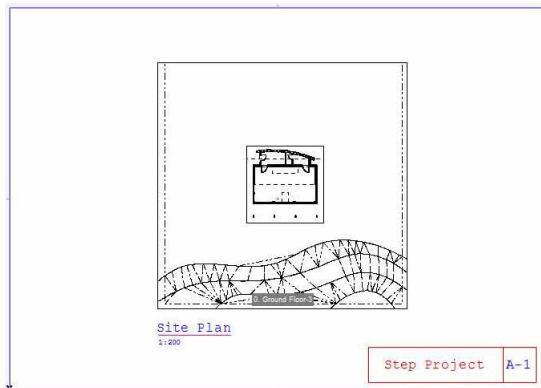 0. Ground Floor-3
Site Plan
1:200
Step Project
A-1